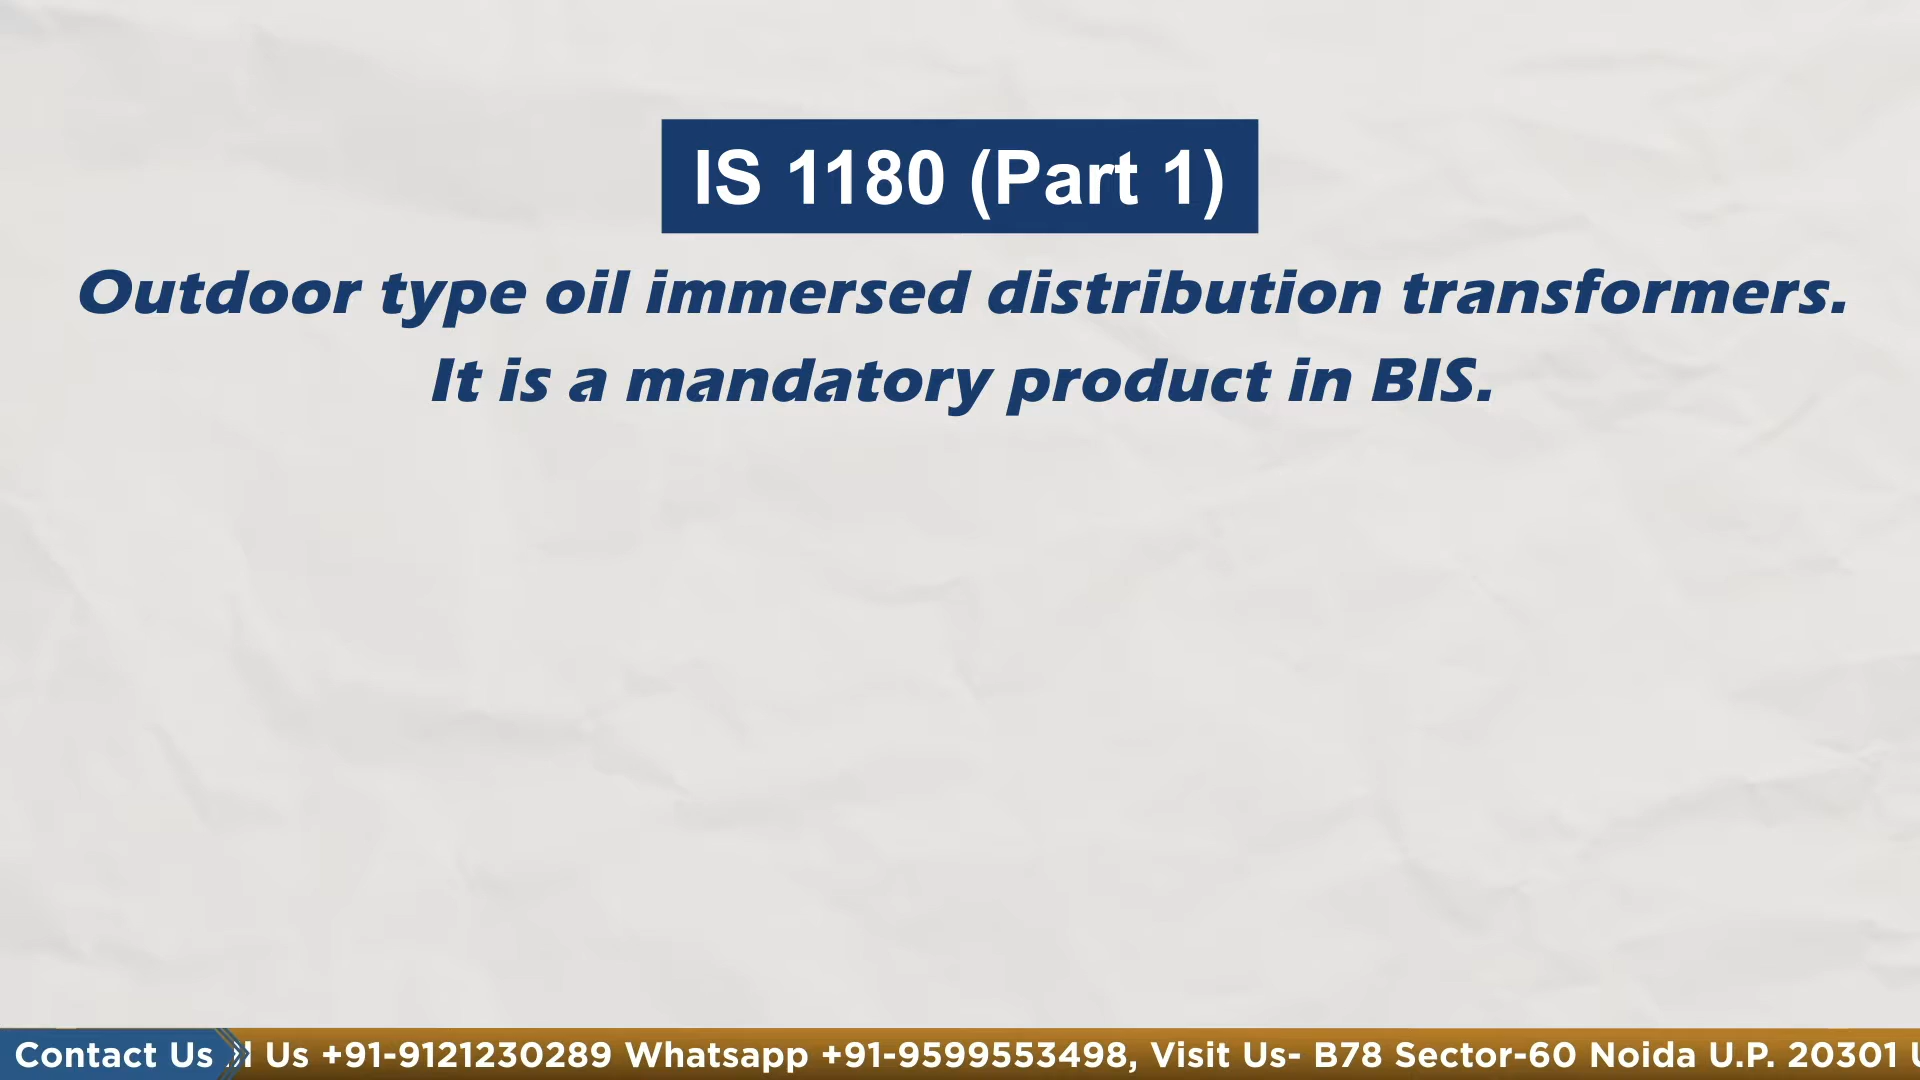 IS 1180 (Part 1)
Outdoor type oil immersed distribution transformers.
It is a mandatory product in BIS.
Contact Us Us +91-9121230289 Whatsapp +91-9599553498, Visit Us- B78 Sector-60 Noida U.P. 20301